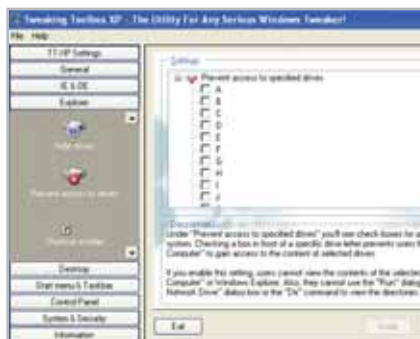 Tweaking Toolbox XP - The Utility For Any Serious Windows Tweaker!
File Help
TT-XP Settings
General
IE & OE
Explorer
Hide drives
Prevent access to drives
Shortcut
Desktop
Start menu & Taskbar
Control Panel
System & Security
Information
Settings
Prevent access to specified drives
A
B
C
D
E
F
G
H
I
J
Description
Under "Prevent access to specified drives" you'll see check boxes for a
system. Checking a box in front of a specific drive letter prevents users f
Computer" to gain access to the content of selected drives.
If you enable this setting, users cannot view the contents of the selected
Computer" or Windows Explorer. Also, they cannot use the "Run" dialog
Network Drive" dialog box or the "Dir" command to view the directories
Exit